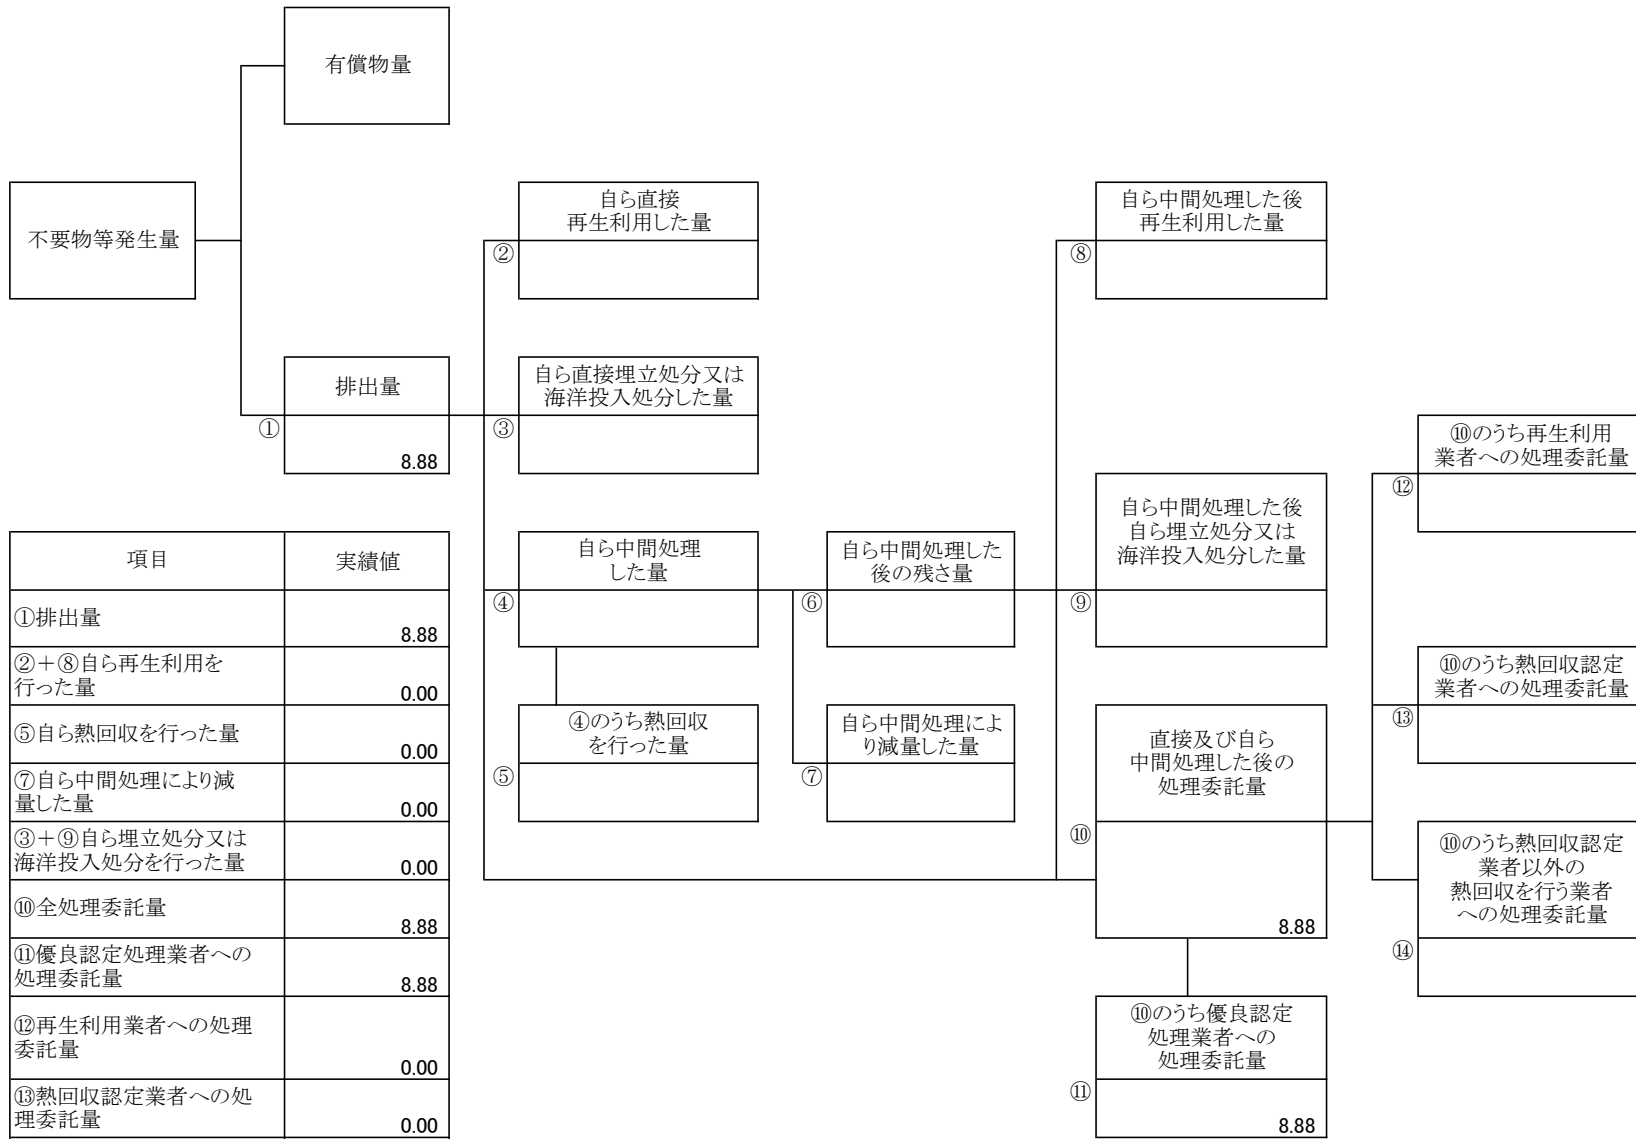 有償物量
不要物等発生量
自ら直接
再生利用した量
②
自ら中間処理した後
再生利用した量
⑧
排出量
①
8.88
自ら直接埋立処分又は
海洋投入処分した量
③
⑩のうち再生利用
業者への処理委託量
⑫
自ら中間処理した後
自ら埋立処分又は
海洋投入処分した量
⑨
自ら中間処理
した量
④
自ら中間処理した
後の残さ量
⑥
④のうち熱回収
を行った量
⑤
自ら中間処理によ
り減量した量
⑦
直接及び自ら
中間処理した後の
処理委託量
⑩
8.88
⑩のうち熱回収認定
業者への処理委託量
⑬
⑩のうち熱回収認定
業者以外の
熱回収を行う業者
への処理委託量
⑭
⑩のうち優良認定
処理業者への
処理委託量
⑪
8.88
項目 実績値
①排出量
8.88
②+⑧自ら再生利用を
行った量
0.00
⑤自ら熱回収を行った量
0.00
⑦自ら中間処理により減
量した量
0.00
③+⑨自ら埋立処分又は
海洋投入処分を行った量
0.00
⑩全処理委託量
8.88
⑪優良認定処理業者への
処理委託量
8.88
⑫再生利用業者への処理
委託量
0.00
⑬熱回収認定業者への処
理委託量
0.00